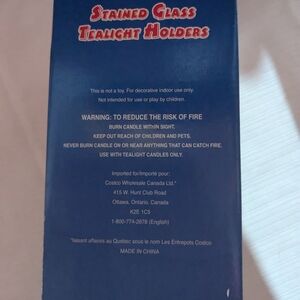 STAINED GLASS
TEALIGHT HOLDERS
This is not a toy. For decorative indoor use only.
Not intended for use or play by children.
WARNING: TO REDUCE THE RISK OF FIRE
BURN CANDLE WITHIN SIGHT.
KEEP OUT REACH OF CHILDREN AND PETS.
NEVER BURN CANDLE ON OR NEAR ANYTHING THAT CAN CATCH FIRE.
USE WITH TEALIGHT CANDLES ONLY.
Imported for/Importé pour:
Costco Wholesale Canada Ltd.*
415 W. Hunt Club Road
Ottawa, Ontario, Canada
K2E 1C5
1-800-774-2678 (English)
*faisant affaires au Québec sous le nom Les Entrepots Costco
MADE IN CHINA